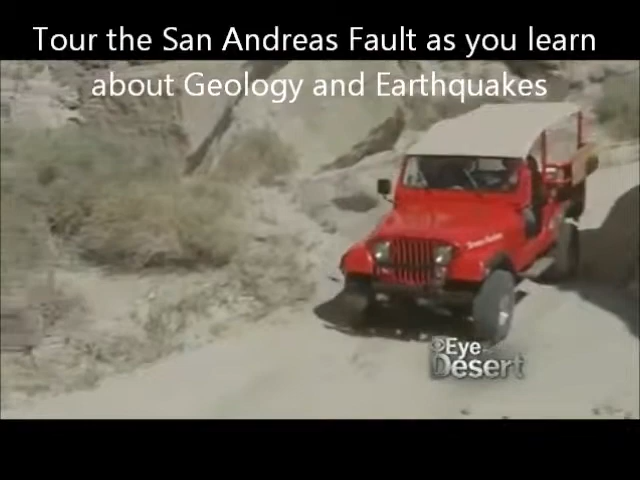 Tour the San Andreas Fault as you learn
about Geology and Earthquakes
Eye
Desert